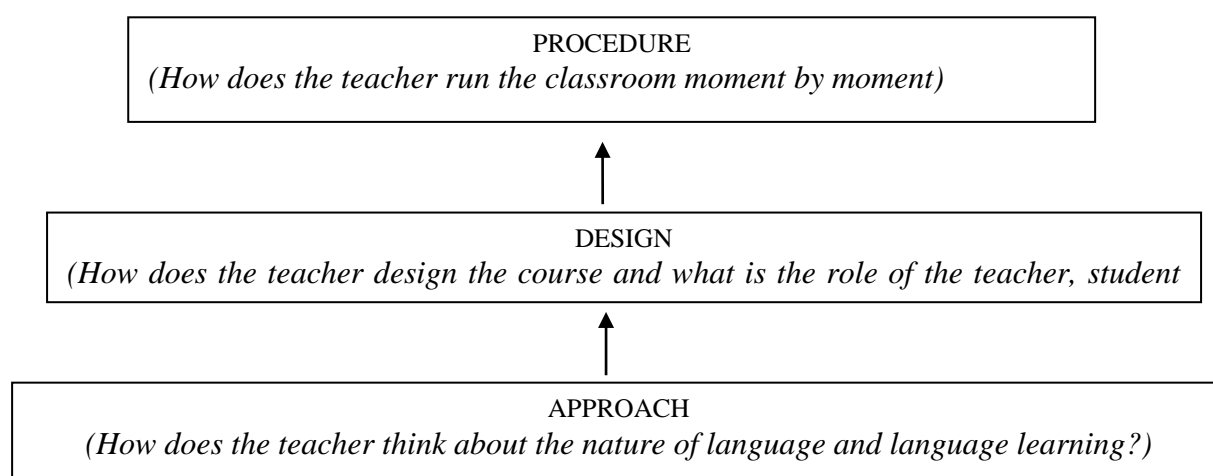 PROCEDURE
(How does the teacher run the classroom moment by moment)
DESIGN
(How does the teacher design the course and what is the role of the teacher, student
APPROACH
(How does the teacher think about the nature of language and language learning?)